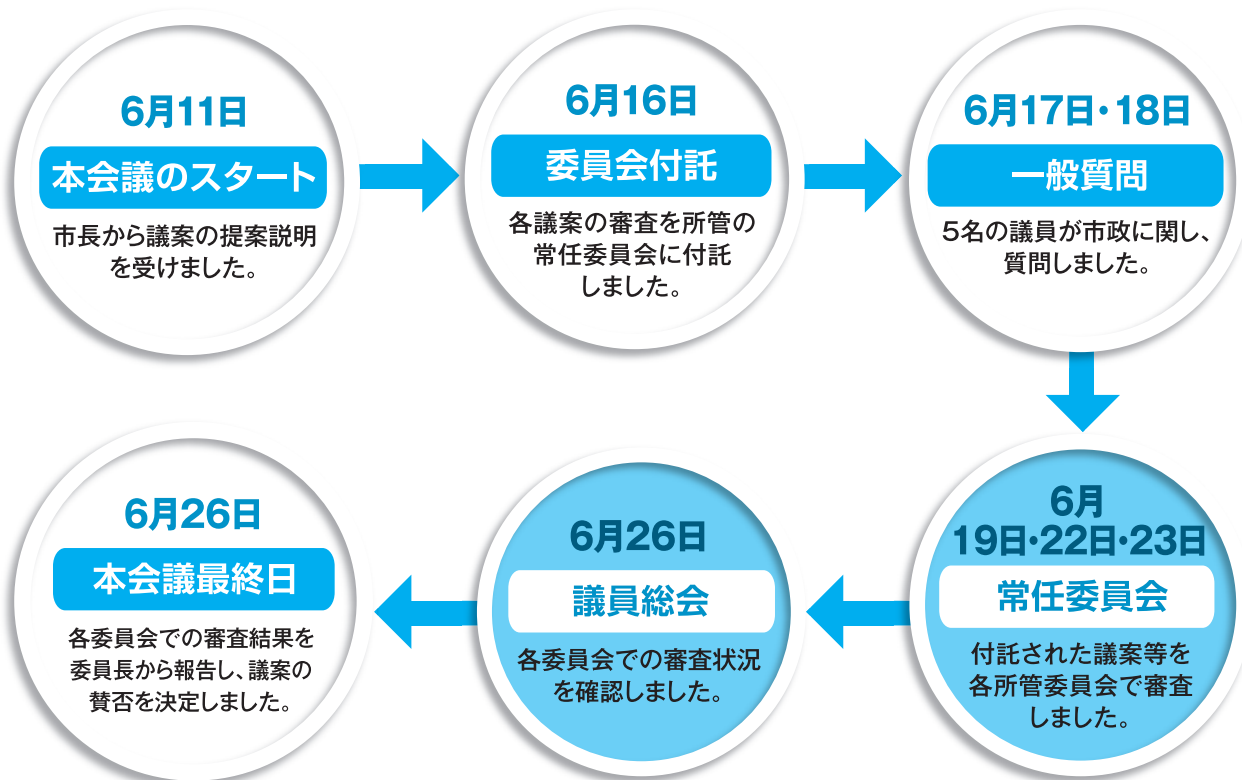 6月11日
本会議のスタート
市長から議案の提案説明
を受けました。
6月16日
委員会付託
各議案の審査を所管の
常任委員会に付託
しました。
6月17日・18日
一般質問
5名の議員が市政に関し、
質問しました。
6月
19日・22日・23日
常任委員会
付託された議案等を
各所管委員会で審査
しました。
6月26日
議員総会
各委員会での審査状況
を確認しました。
6月26日
本会議最終日
各委員会での審査結果を
委員長から報告し、議案の
賛否を決定しました。